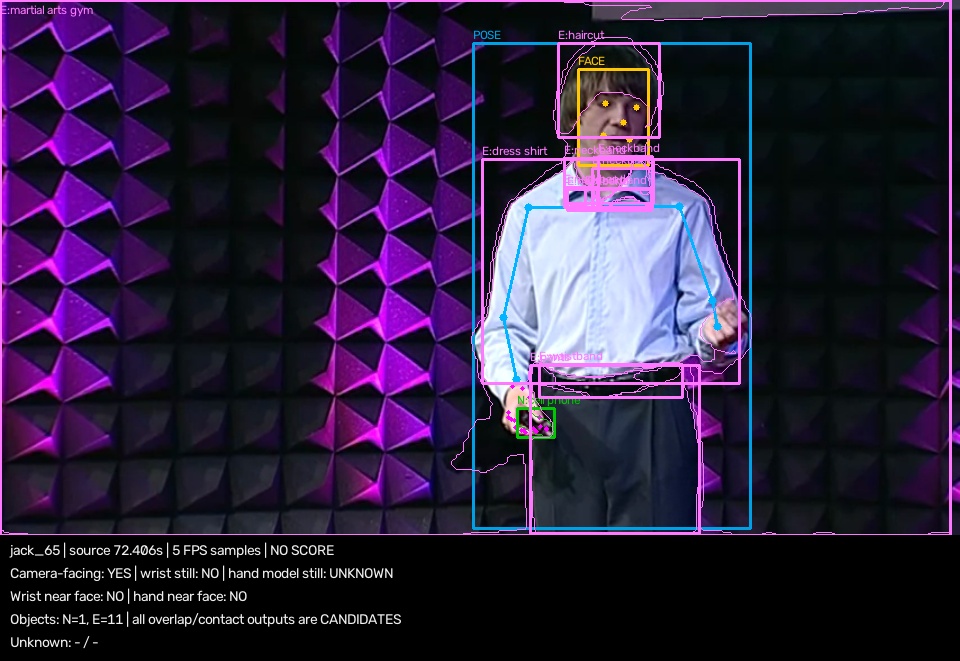 E:martial arts gym
POSE
E:haircut
FACE
E:dress shirt
E:neckband
E:wristband
jack_65 | source 72.406s | 5 FPS samples | NO SCORE
Camera-facing: YES | wrist still: NO | hand model still: UNKNOWN
Wrist near face: NO | hand near face: NO
Objects: N=1, E=11 | all overlap/contact outputs are CANDIDATES
Unknown: - / -